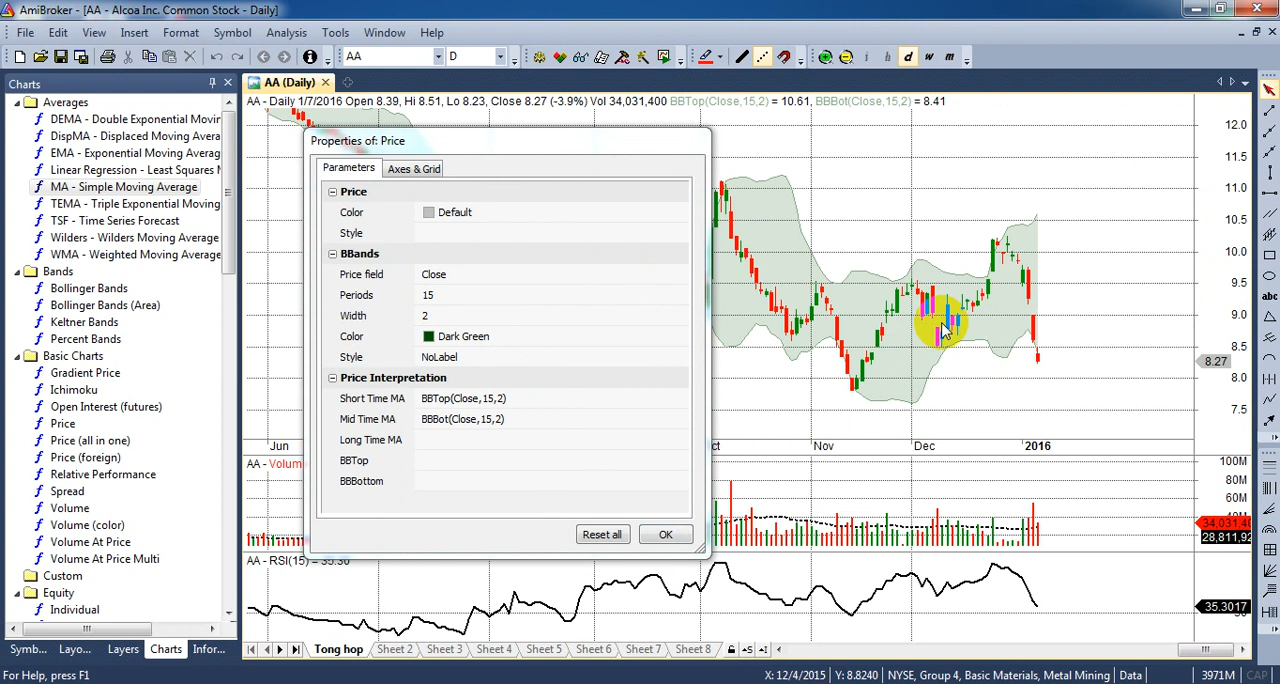 AmiBroker - [AA - Alcoa Inc. Common Stock - Daily]
File Edit View Insert Format Symbol Analysis Tools Window Help
AA D i h d w m
Charts
AA (Daily)
Averages
DEMA - Double Exponential Movin
DispMA - Displaced Moving Avera
EMA - Exponential Moving Average
Linear Regression - Least Squares M
MA - Simple Moving Average
TEMA - Triple Exponential Moving
TSF - Time Series Forecast
Wilders - Wilders Moving Average
WMA - Weighted Moving Average
Bands
Bollinger Bands
Bolinger Bands (Area)
Keltner Bands
Percent Bands
Basic Charts
Gradient Price
Ichimoku
Open Interest (futures)
Price
Price (all in one)
Price (foreign)
Relative Performance
Spread
Volume
Volume (color)
Volume At Price
Volume At Price Multi
Custom
Equity
Individual
Symb... Layo... Layers Charts Infor...
AA - Daily 1/7/2016 Open 8.39, Hi 8.51, Lo 8.23, Close 8.27 (-3.9%) Vol 34,031,400 BBTop(Close,15,2) = 10.61, BBBot(Close,15,2) = 8.41
Properties of: Price
Parameters Axes & Grid
Price
Color Default
Style
BBands
Price field Close
Periods 15
Width 2
Color Dark Green
Style NoLabel
Price Interpretation
Short Time MA BBTop(Close,15,2)
Mid Time MA BBBot(Close,15,2)
Long Time MA
BBTop
BBBottom
Reset all OK
12.0
11.5
11.0
10.5
10.0
9.5
9.0
8.5
8.27
8.0
7.5
Jun Nov Dec 2016
AA - Volume
100M
80M
60M
34,031,40
28,811,92
AA - RSI(15) = 35.30
35.3017
Tong hop Sheet 2 Sheet 3 Sheet 4 Sheet 5 Sheet 6 Sheet 7 Sheet 8
For Help, press F1 X: 12/4/2015 Y: 8.8240 NYSE, Group 4, Basic Materials, Metal Mining Data 3971M CAP